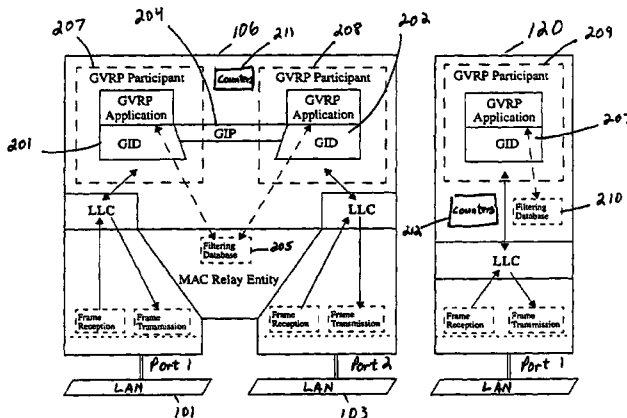 204
106
211
202
120
207
208
209
GVRP Participant
Counters
GVRP Participant
GVRP Participant
GVRP
Application
GVRP
Application
GVRP
Application
201
GID
GIP
GID
GID
207
LLC
LLC
Counters
212
Filtering
Database
210
Filtering
Database
205
MAC Relay Entity
LLC
Frame
Reception
Frame
Transmission
Frame
Reception
Frame
Transmission
Frame
Reception
Frame
Transmission
Port 1
Port 2
Port 1
LAN
LAN
LAN
101
103